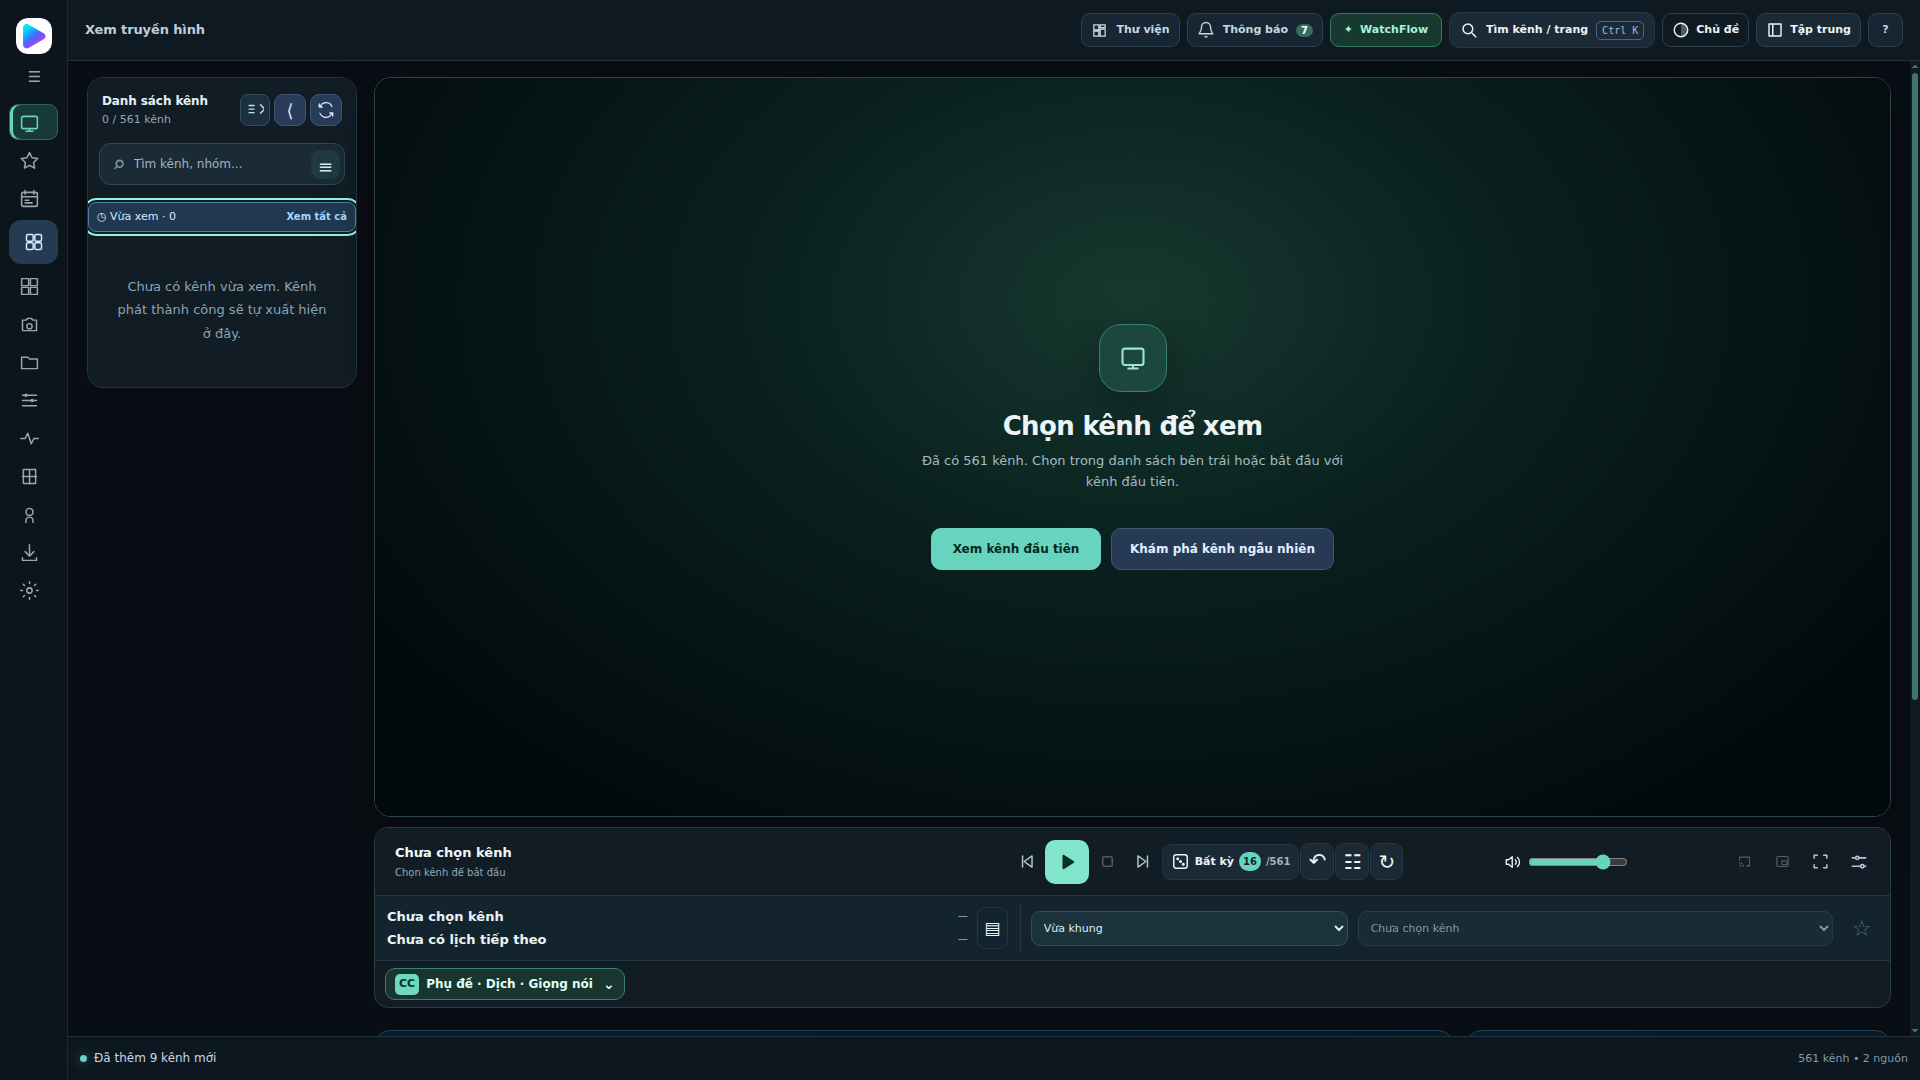 Xem truyền hình
Thư viện
Thông báo 7
WatchFlow
Tìm kênh / trang Ctrl K
Chủ đề
Tập trung
?
Danh sách kênh
0 / 561 kênh
Tìm kênh, nhóm...
Vừa xem · 0
Xem tất cả
Chưa có kênh vừa xem. Kênh
phát thành công sẽ tự xuất hiện
ở đây.
Chọn kênh để xem
Đã có 561 kênh. Chọn trong danh sách bên trái hoặc bắt đầu với
kênh đầu tiên.
Xem kênh đầu tiên
Khám phá kênh ngẫu nhiên
Chưa chọn kênh
Chọn kênh để bắt đầu
Bất kỳ 16 /561
Chưa chọn kênh —
Chưa có lịch tiếp theo —
Vừa khung
Chưa chọn kênh
CC Phụ đề · Dịch · Giọng nói
Đã thêm 9 kênh mới
561 kênh • 2 nguồn